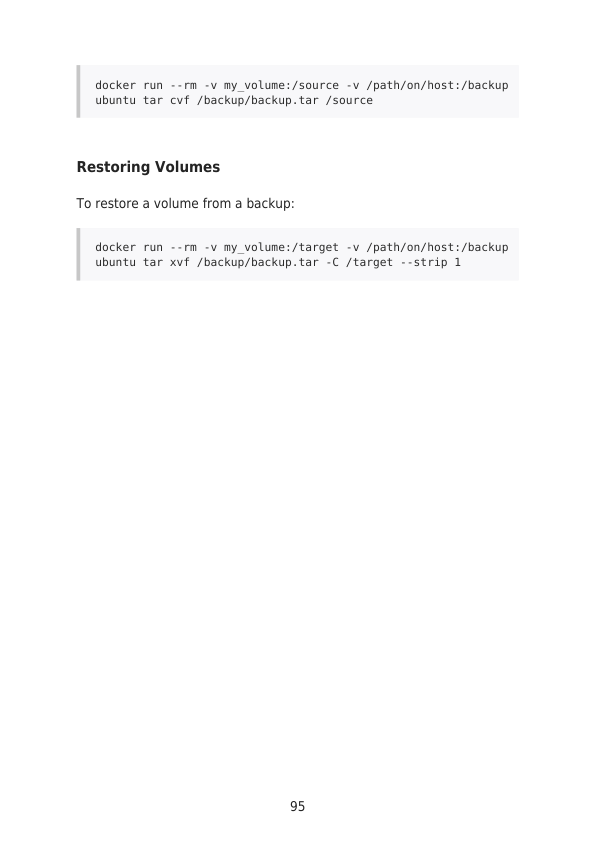 docker run --rm -v my_volume:/source -v /path/on/host:/backup
ubuntu tar cvf /backup/backup.tar /source
Restoring Volumes
To restore a volume from a backup:
docker run --rm -v my_volume:/target -v /path/on/host:/backup
ubuntu tar xvf /backup/backup.tar -C /target --strip 1
95